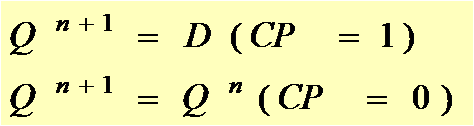 Q^{n+1} = D (CP = 1)
Q^{n+1} = Q^{n} (CP = 0)